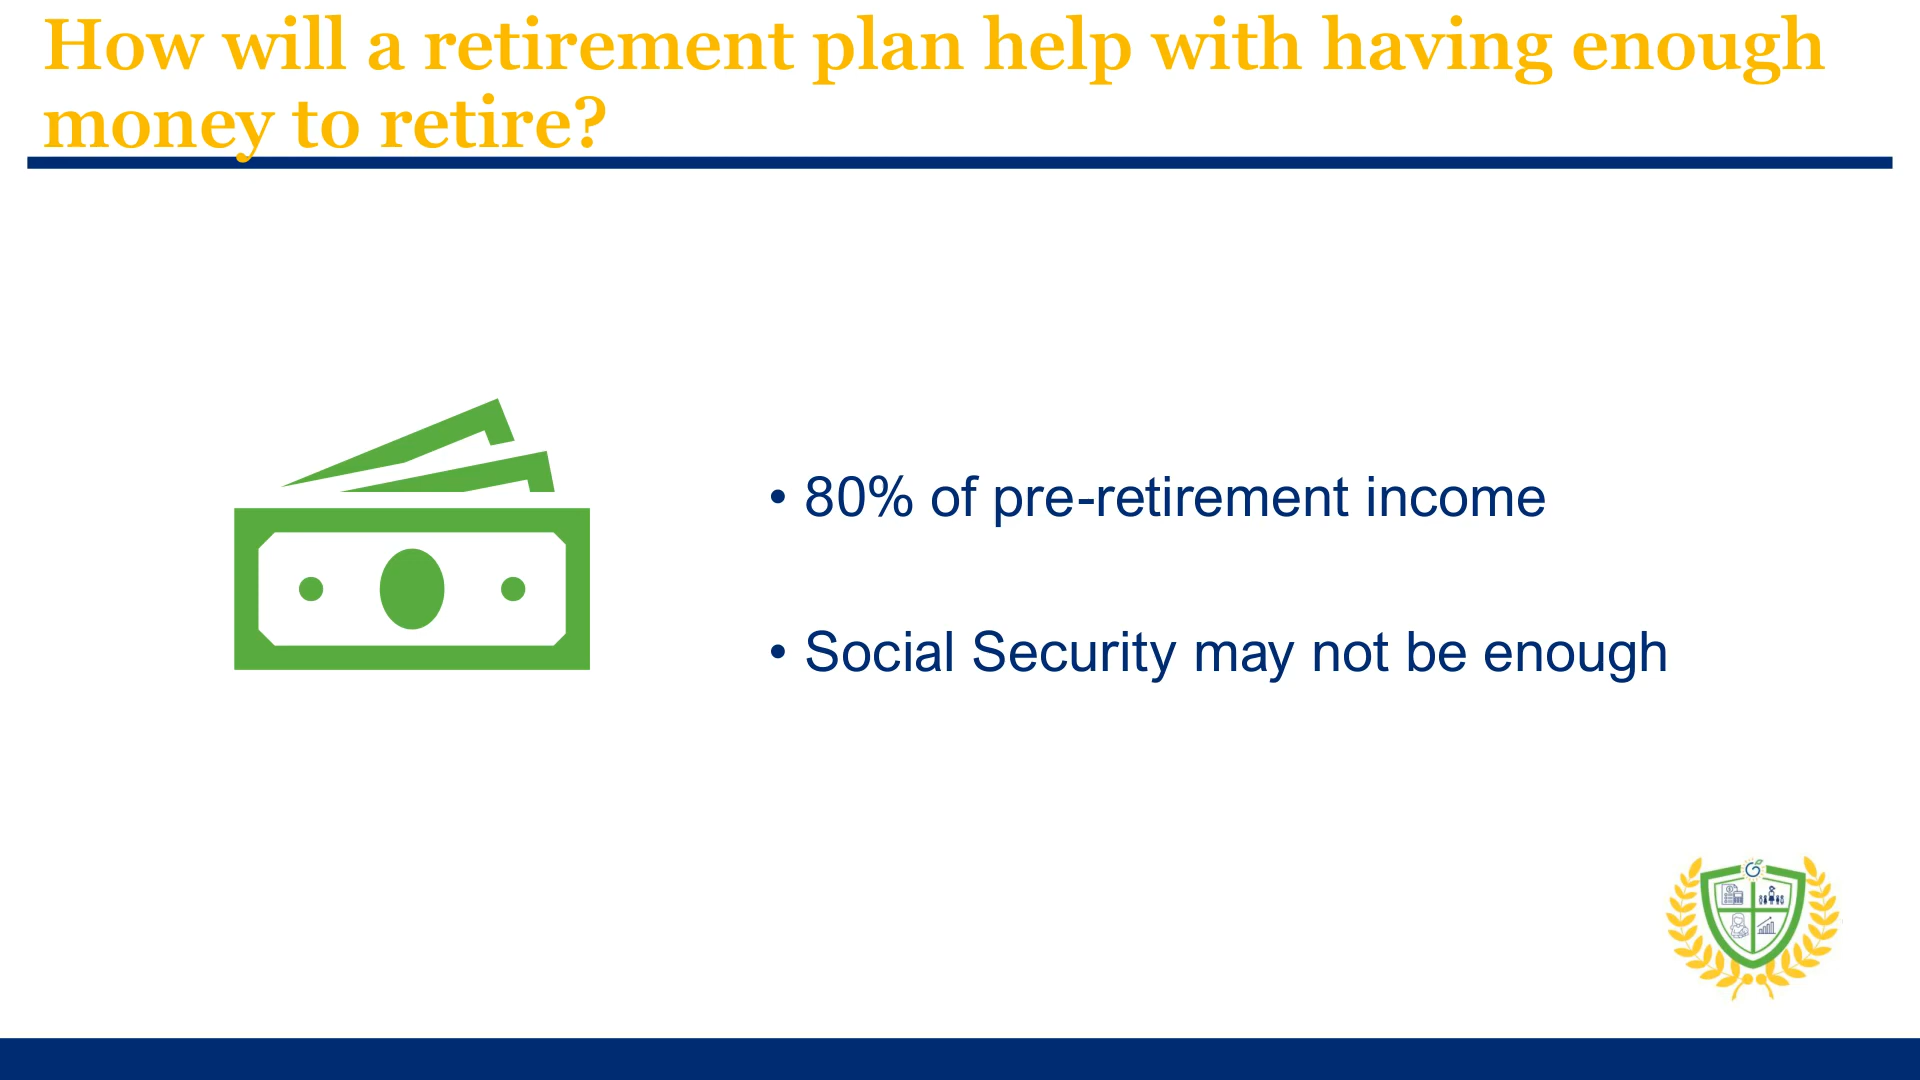 How will a retirement plan help with having enough
money to retire?
• 80% of pre-retirement income
• Social Security may not be enough